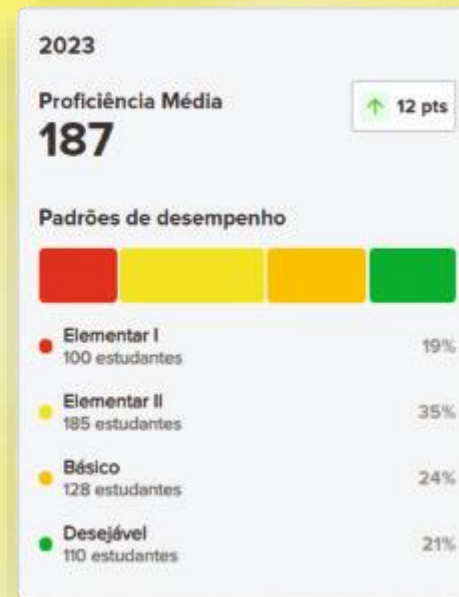 2023
Proficiência Média
187
↑ 12 pts
Padrões de desempenho
Elementar I
100 estudantes
19%
Elementar II
185 estudantes
35%
Básico
128 estudantes
24%
Desejável
110 estudantes
21%